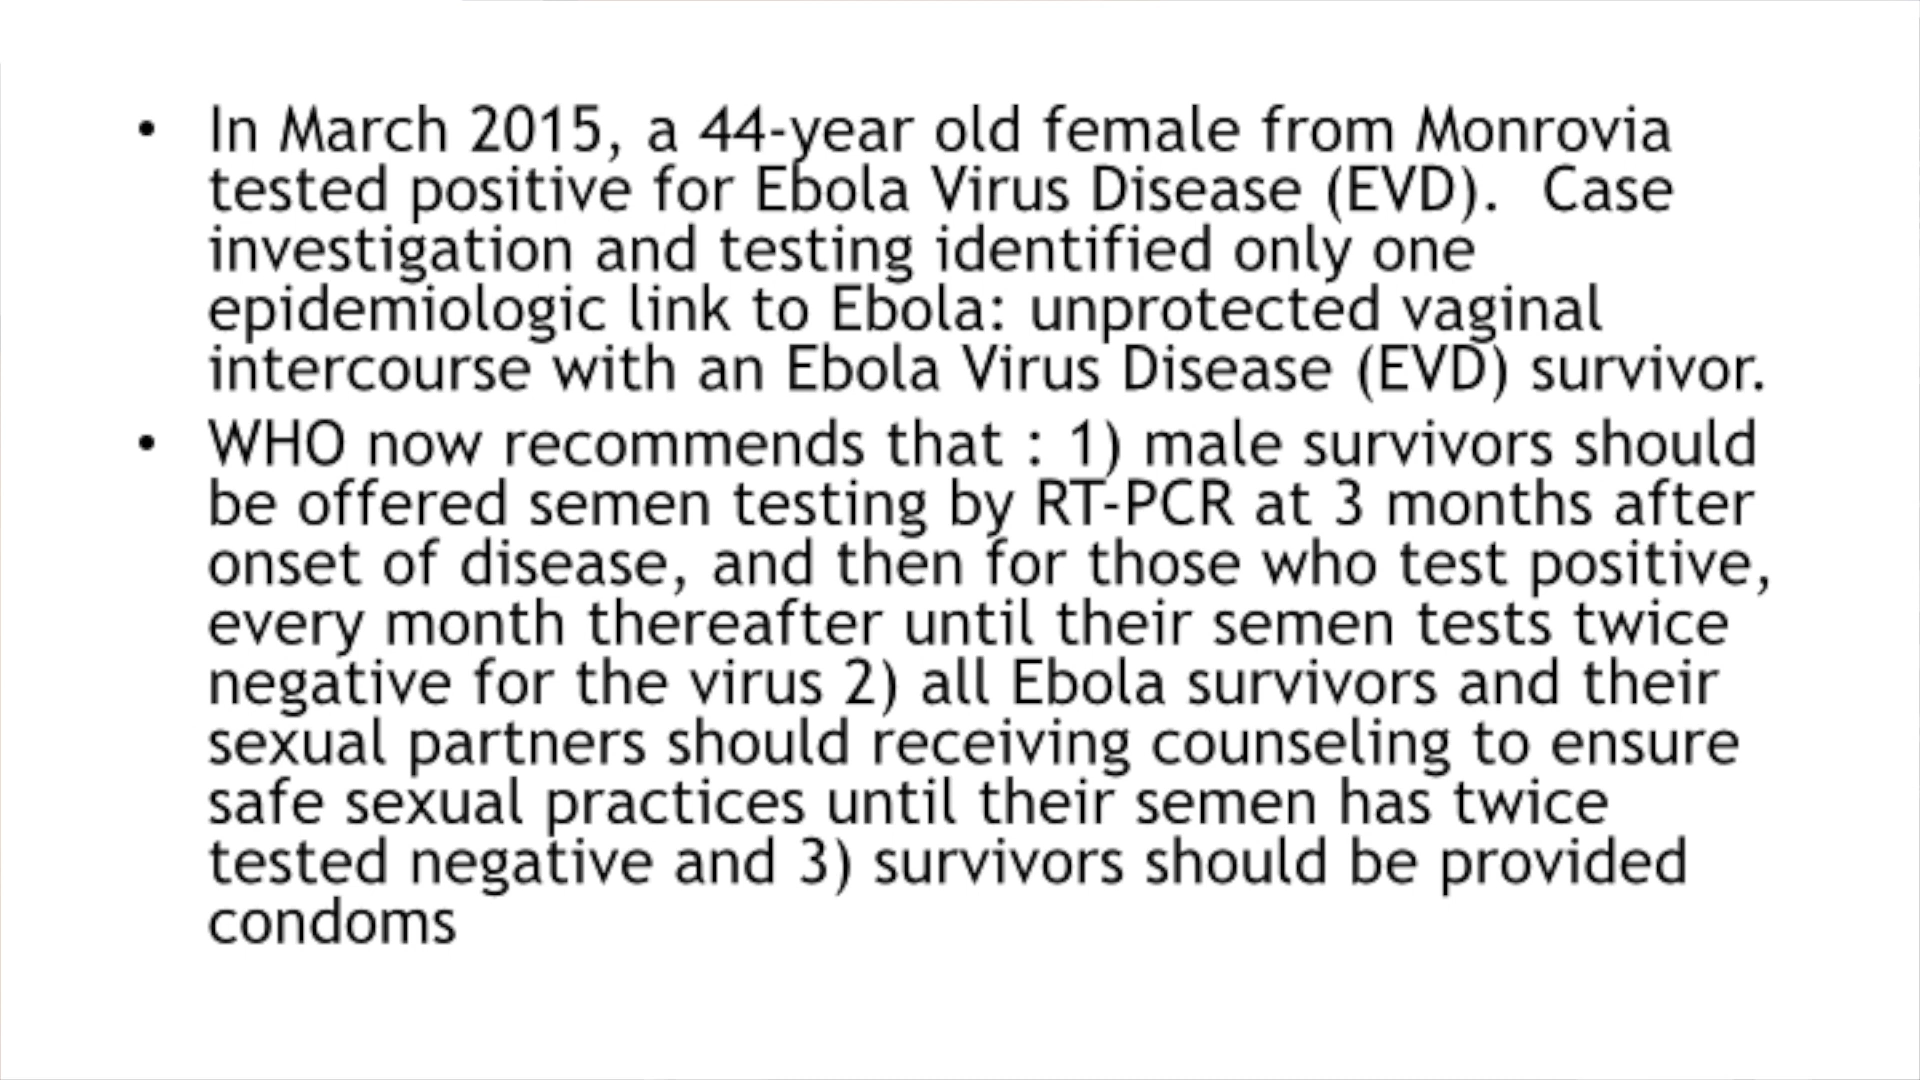 • In March 2015, a 44-year old female from Monrovia
tested positive for Ebola Virus Disease (EVD).  Case
investigation and testing identified only one
epidemiologic link to Ebola: unprotected vaginal
intercourse with an Ebola Virus Disease (EVD) survivor.
• WHO now recommends that : 1) male survivors should
be offered semen testing by RT-PCR at 3 months after
onset of disease, and then for those who test positive,
every month thereafter until their semen tests twice
negative for the virus 2) all Ebola survivors and their
sexual partners should receiving counseling to ensure
safe sexual practices until their semen has twice
tested negative and 3) survivors should be provided
condoms